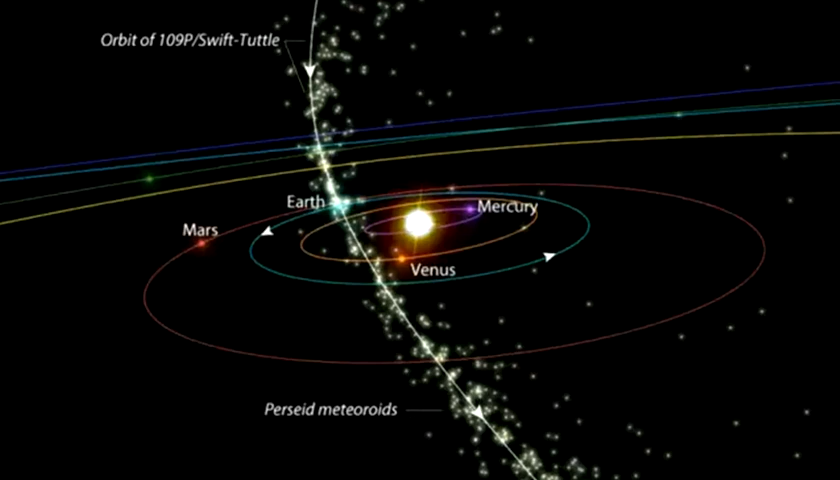 Orbit of 109P/Swift-Tuttle
Earth
Mercury
Mars
Venus
Perseid meteoroids